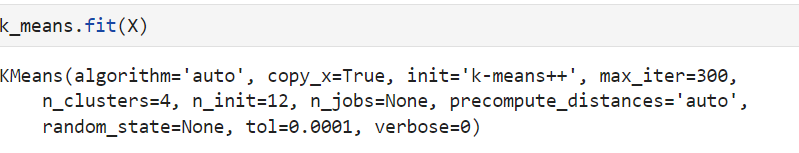 k_means.fit(X)
KMeans(algorithm='auto', copy_x=True, init='k-means++', max_iter=300,
    n_clusters=4, n_init=12, n_jobs=None, precompute_distances='auto',
    random_state=None, tol=0.0001, verbose=0)